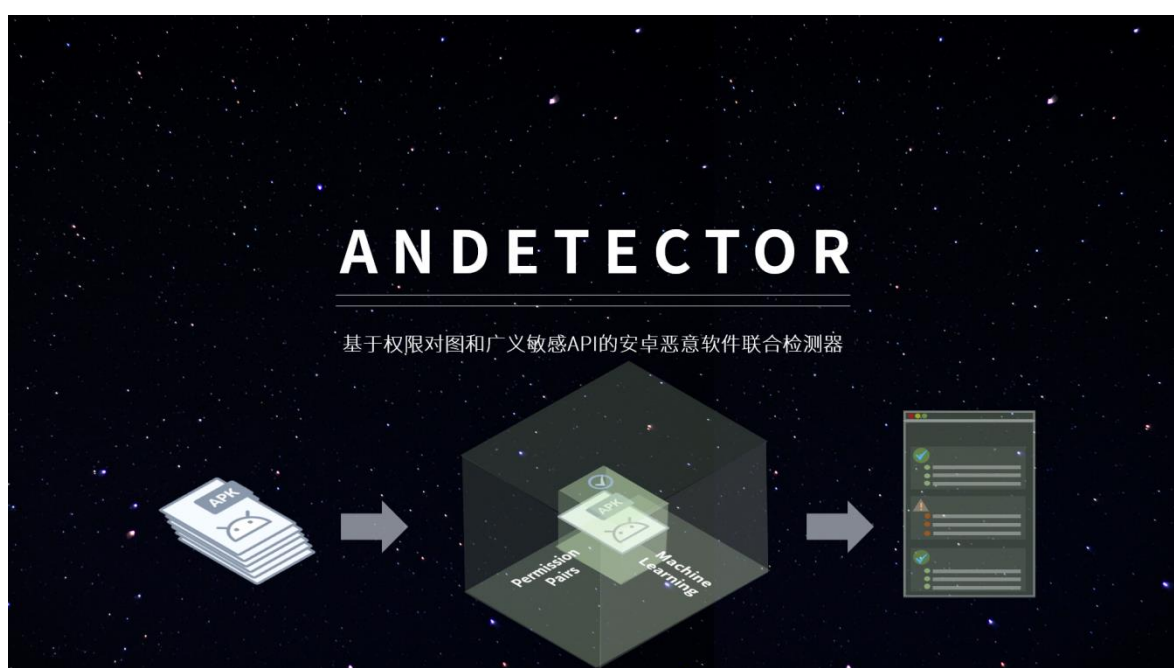 ANDETECTOR
基于权限对图和广义敏感API的安卓恶意软件联合检测器
APK
APK
Permission
Pairs
Machine
Learning